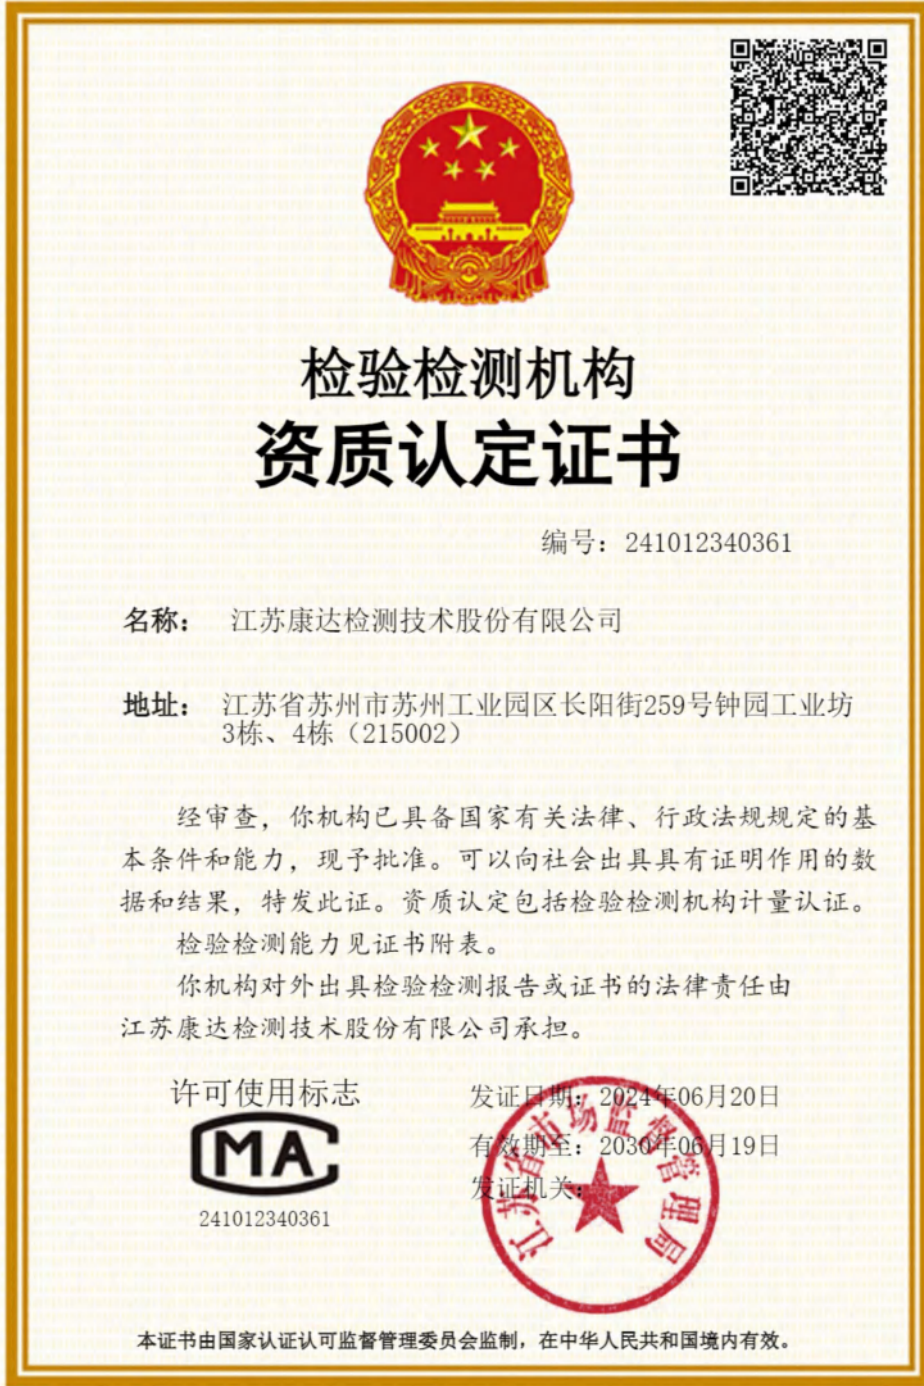 检验检测机构
资质认定证书
编号：241012340361
名称： 江苏康达检测技术股份有限公司
地址： 江苏省苏州市苏州工业园区长阳街259号钟园工业坊
3栋、4栋（215002）
经审查，你机构已具备国家有关法律、行政法规规定的基
本条件和能力，现予批准。可以向社会出具具有证明作用的数
据和结果，特发此证。资质认定包括检验检测机构计量认证。
检验检测能力见证书附表。
你机构对外出具检验检测报告或证书的法律责任由
江苏康达检测技术股份有限公司承担。
许可使用标志
MA
241012340361
发证日期：2024年06月20日
有效期至：2030年06月19日
发证机关：
江苏省市场监督管理局
本证书由国家认证认可监督管理委员会监制，在中华人民共和国境内有效。